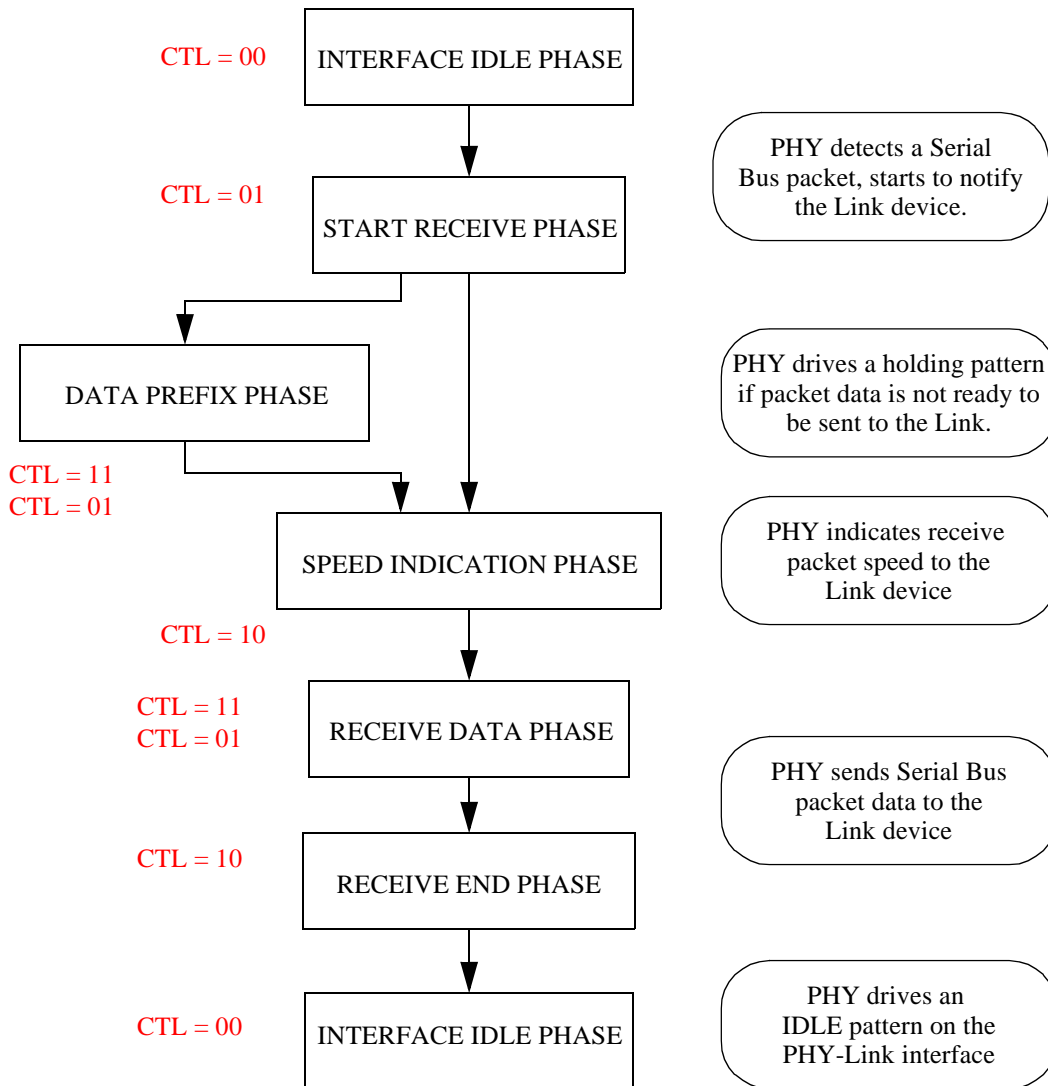 CTL = 00
INTERFACE IDLE PHASE
PHY detects a Serial
Bus packet, starts to notify
the Link device.
CTL = 01
START RECEIVE PHASE
DATA PREFIX PHASE
PHY drives a holding pattern
if packet data is not ready to
be sent to the Link.
CTL = 11
CTL = 01
SPEED INDICATION PHASE
PHY indicates receive
packet speed to the
Link device
CTL = 10
CTL = 11
CTL = 01
RECEIVE DATA PHASE
PHY sends Serial Bus
packet data to the
Link device
CTL = 10
RECEIVE END PHASE
CTL = 00
INTERFACE IDLE PHASE
PHY drives an
IDLE pattern on the
PHY-Link interface